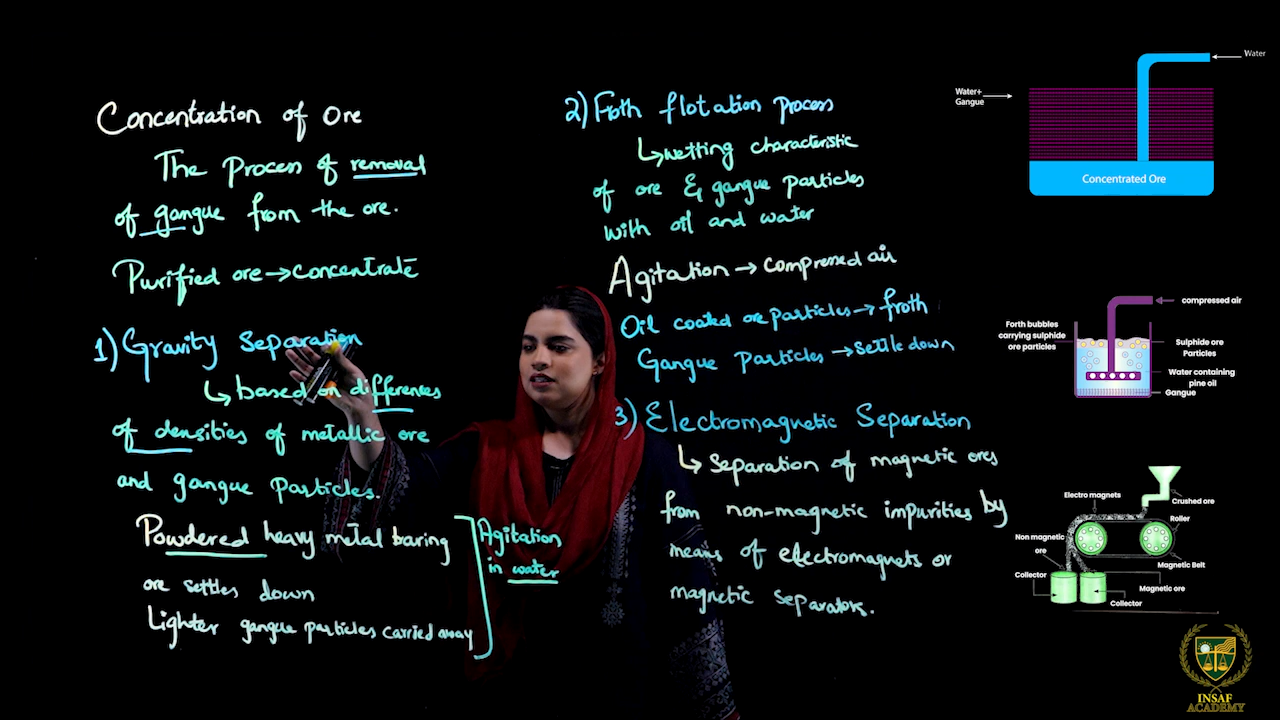 Concentration of Ore
The Process of removal
of gangue from the ore.
Purified ore → Concentrate
1) Gravity Separation
↳ based on differences
of densities of metallic ore
and gangue Particles.
Powdered heavy metal baring
ore settles down
Lighter gangue particles carried away
Agitation
in water
2) Froth flotation process
↳ wetting characteristic
of ore & gangue particles
with oil and water
Agitation → compressed air
Oil coated ore particles → froth
Gangue Particles → settle down
3) Electromagnetic Separation
↳ Separation of magnetic ores
from non-magnetic impurities by
means of electromagnets or
magnetic separators.
Water
Water+
Gangue
Concentrated Ore
compressed air
Forth bubbles
carrying sulphide
ore particles
Sulphide ore
Particles
Water containing
pine oil
Gangue
Electro magnets
Crushed ore
Roller
Non magnetic
ore
Magnetic Belt
Collector
Magnetic ore
Collector
INSAF
ACADEMY